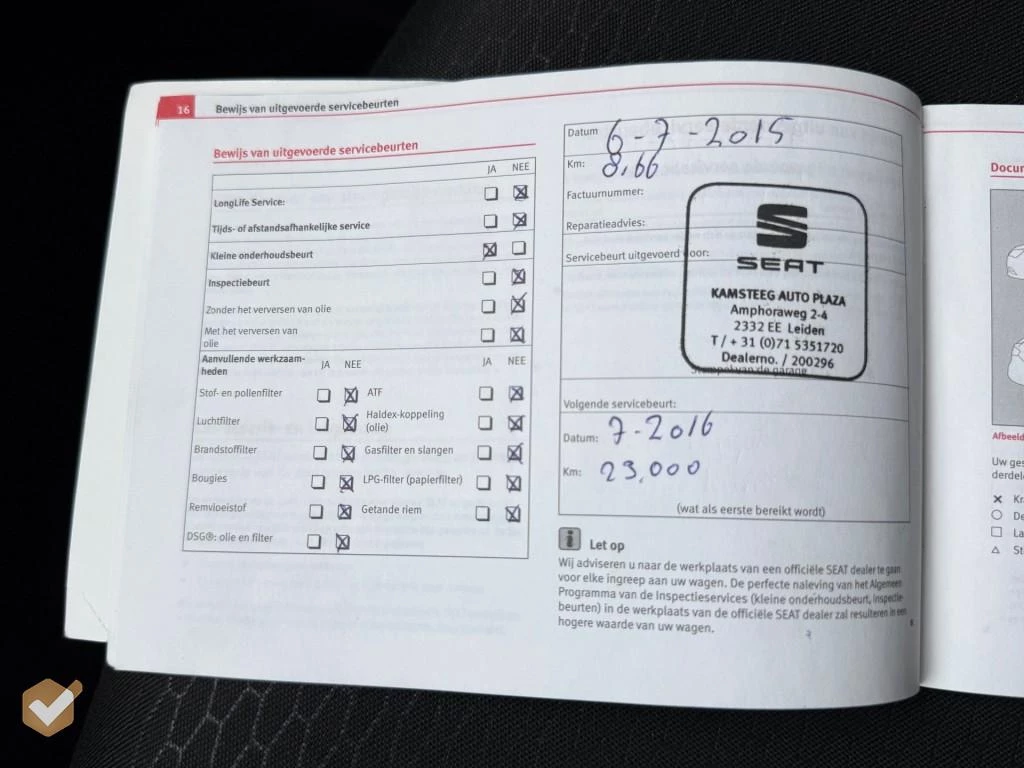 16 Bewijs van uitgevoerde servicebeurten
Bewijs van uitgevoerde servicebeurten
JA NEE
LongLife Service:
Tijds- of afstandsafhankelijke service
Kleine onderhoudsbeurt
Inspectiebeurt
Zonder het verversen van olie
Met het verversen van
olie
Aanvullende werkzaam-
heden
JA NEE JA NEE
Stof- en pollenfilter ATF
Luchtfilter Haldex-koppeling
(olie)
Brandstoffilter Gasfilter en slangen
Bougies LPG-filter (papierfilter)
Remvloeistof Getande riem
DSG®: olie en filter
Datum 6-7-2015
Km: 8.66
Factuurnummer:
Reparatieadvies:
Servicebeurt uitgevoerd door:
SEAT
KAMSTEEG AUTO PLAZA
Amphoraweg 2-4
2332 EE Leiden
T / + 31 (0)71 5351720
Dealerno. / 200296
Stempel van de garage
Volgende servicebeurt:
Datum: 7-2016
Km: 23.000
(wat als eerste bereikt wordt)
Let op
Wij adviseren u naar de werkplaats van een officiële SEAT dealer te gaan
voor elke ingreep aan uw wagen. De perfecte naleving van het Algemeen
Programma van de Inspectieservices (kleine onderhoudsbeurt, inspectie-
beurten) in de werkplaats van de officiële SEAT dealer zal resulteren in een
hogere waarde van uw wagen.
Docum
Afbeeld
Uw ges
derdele
Kr
De
La
St